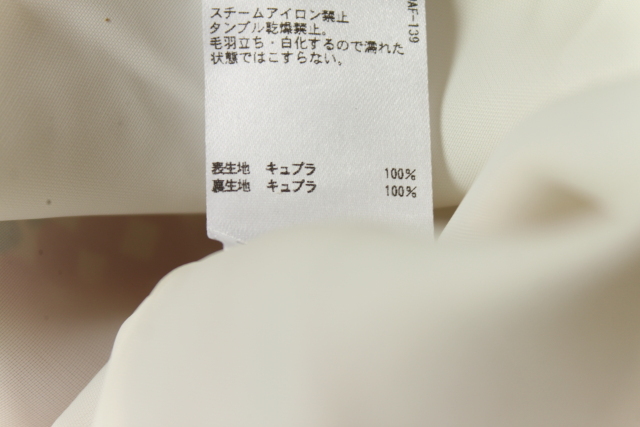 スチームアイロン禁止
タンブル乾燥禁止。
毛羽立ち・白化するので濡れた
状態ではこすらない。
表生地 キュプラ 100%
裏生地 キュプラ 100%
AF-139